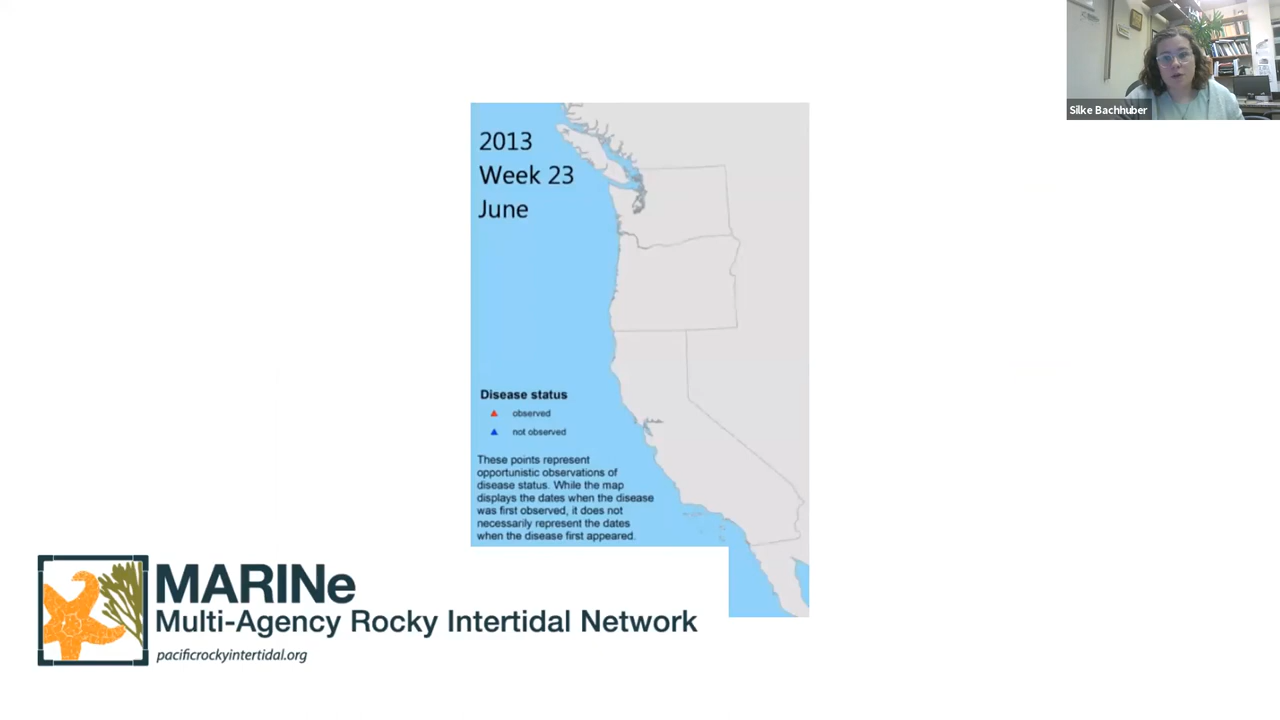 Silke Bachhuber
2013
Week 23
June
Disease status
observed
not observed
These points represent
opportunistic observations of
disease status. While the map
displays the dates when the disease
was first observed, it does not
necessarily represent the dates
when the disease first appeared.
MARINe
Multi-Agency Rocky Intertidal Network
pacificrockyintertidal.org